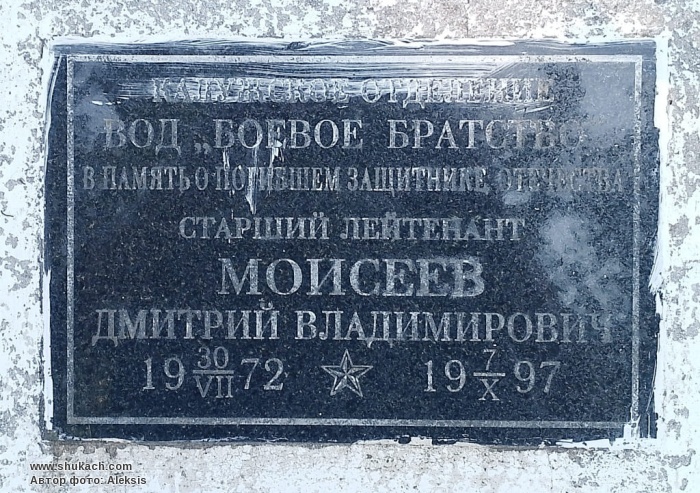 КАЛУЖСКОЕ ОТДЕЛЕНИЕ
ВОД „БОЕВОЕ БРАТСТВО"
В ПАМЯТЬ О ПОГИБШЕМ ЗАЩИТНИКЕ ОТЕЧЕСТВА
СТАРШИЙ ЛЕЙТЕНАНТ
МОИСЕЕВ
ДМИТРИЙ ВЛАДИМИРОВИЧ
19 30/VII 72 19 7/X 97
www.shukach.com
Автор фото: Aleksis